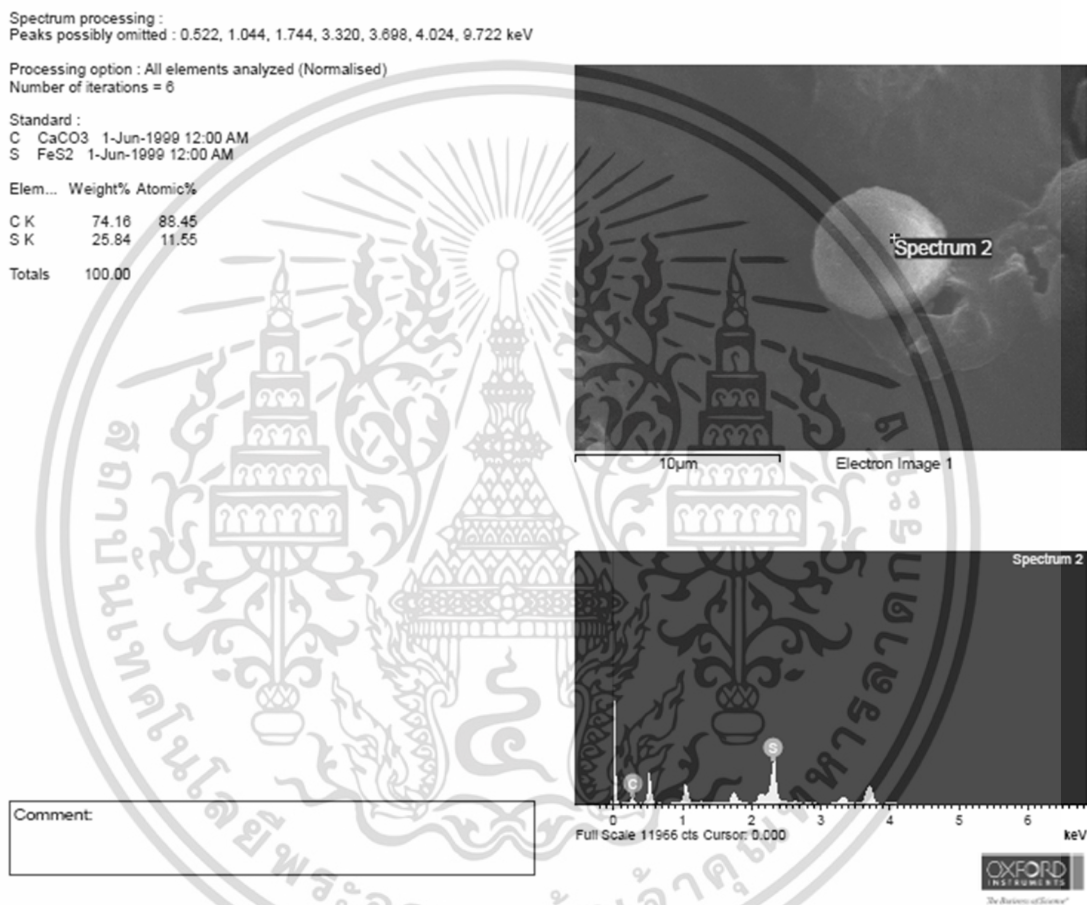 Spectrum processing :
Peaks possibly omitted : 0.522, 1.044, 1.744, 3.320, 3.698, 4.024, 9.722 keV
Processing option : All elements analyzed (Normalised)
Number of iterations = 6
Standard :
C CaCO3 1-Jun-1999 12:00 AM
S FeS2 1-Jun-1999 12:00 AM
Elem... Weight% Atomic%
C K 74.16 88.45
S K 25.84 11.55
Totals 100.00
Spectrum 2
10µm Electron Image 1
Spectrum 2
S
C
0 1 2 3 4 5 6
Full Scale 11966 cts Cursor: 0.000 keV
Comment:
OXFORD
INSTRUMENTS
The Business of Science®